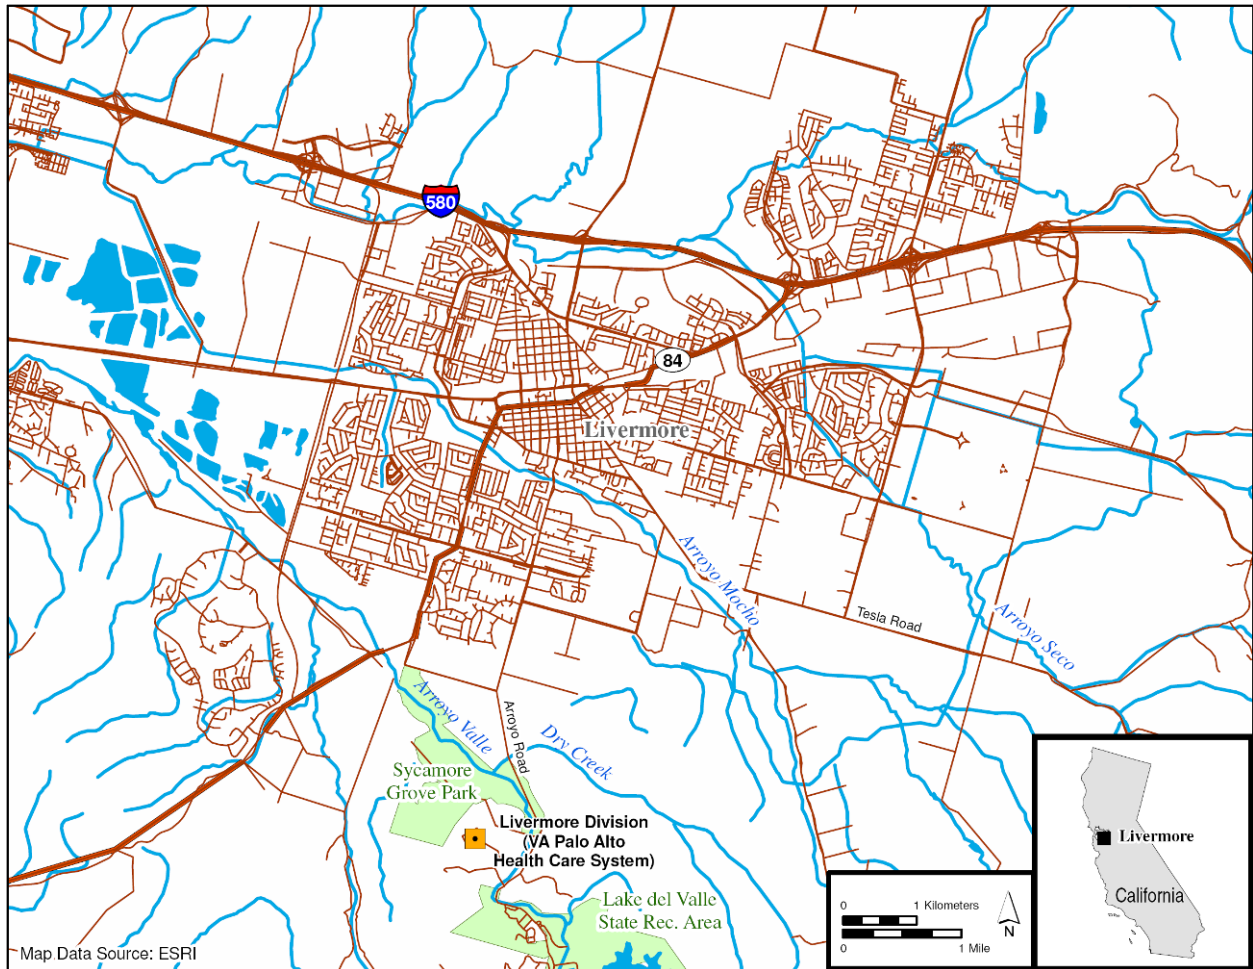 580
84
Livermore
Arroyo Mocho
Tesla Road
Arroyo Seco
Arroyo Valle
Arroyo Road
Dry Creek
Sycamore
Grove Park
Livermore Division
(VA Palo Alto
Health Care System)
Lake del Valle
State Rec. Area
Livermore
California
0 1 Kilometers
0 1 Mile
N
Map Data Source: ESRI